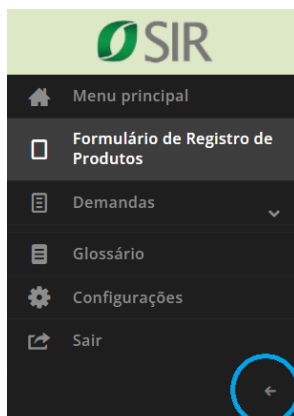 SIR
Menu principal
Formulário de Registro de
Produtos
Demandas
Glossário
Configurações
Sair